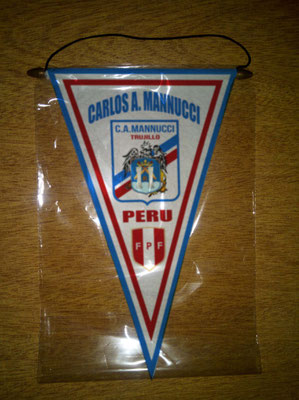 CARLOS A. MANNUCCI
C.A. MANNUCCI
TRUJILLO
PERU
FPF